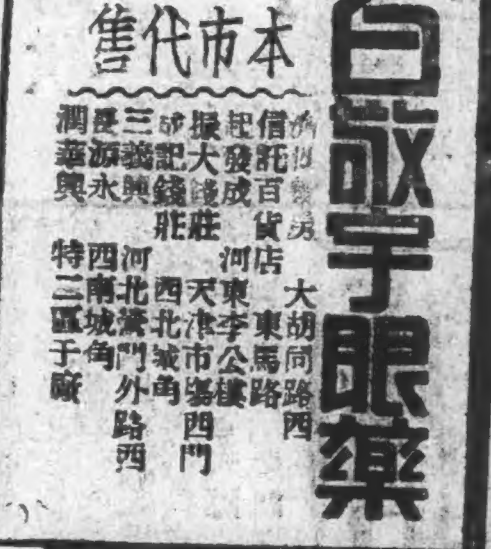 白敬宇眼藥
本市代售
大胡同路西
信託百貨店 東馬路
起發成 河東李公樓
振大錢莊 天津市場西門
成記錢莊 西北城角
三義興 河北營門外路西
長源永 西南城角
潤華興 特二區于廠